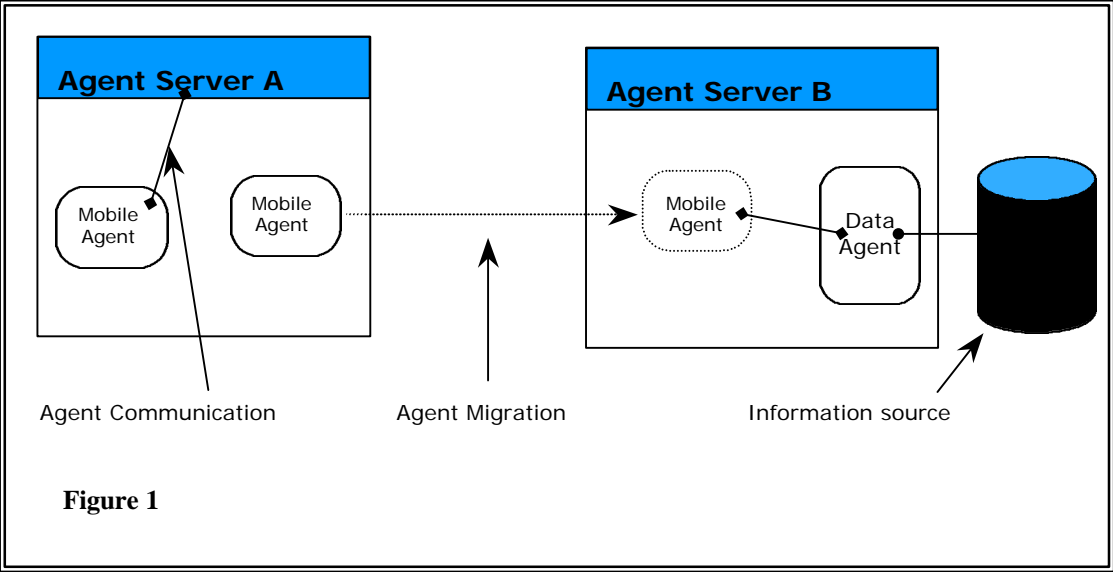 Agent Server A
Agent Server B
Mobile
Agent
Mobile
Agent
Mobile
Agent
Data
Agent
Agent Communication
Agent Migration
Information source
Figure 1